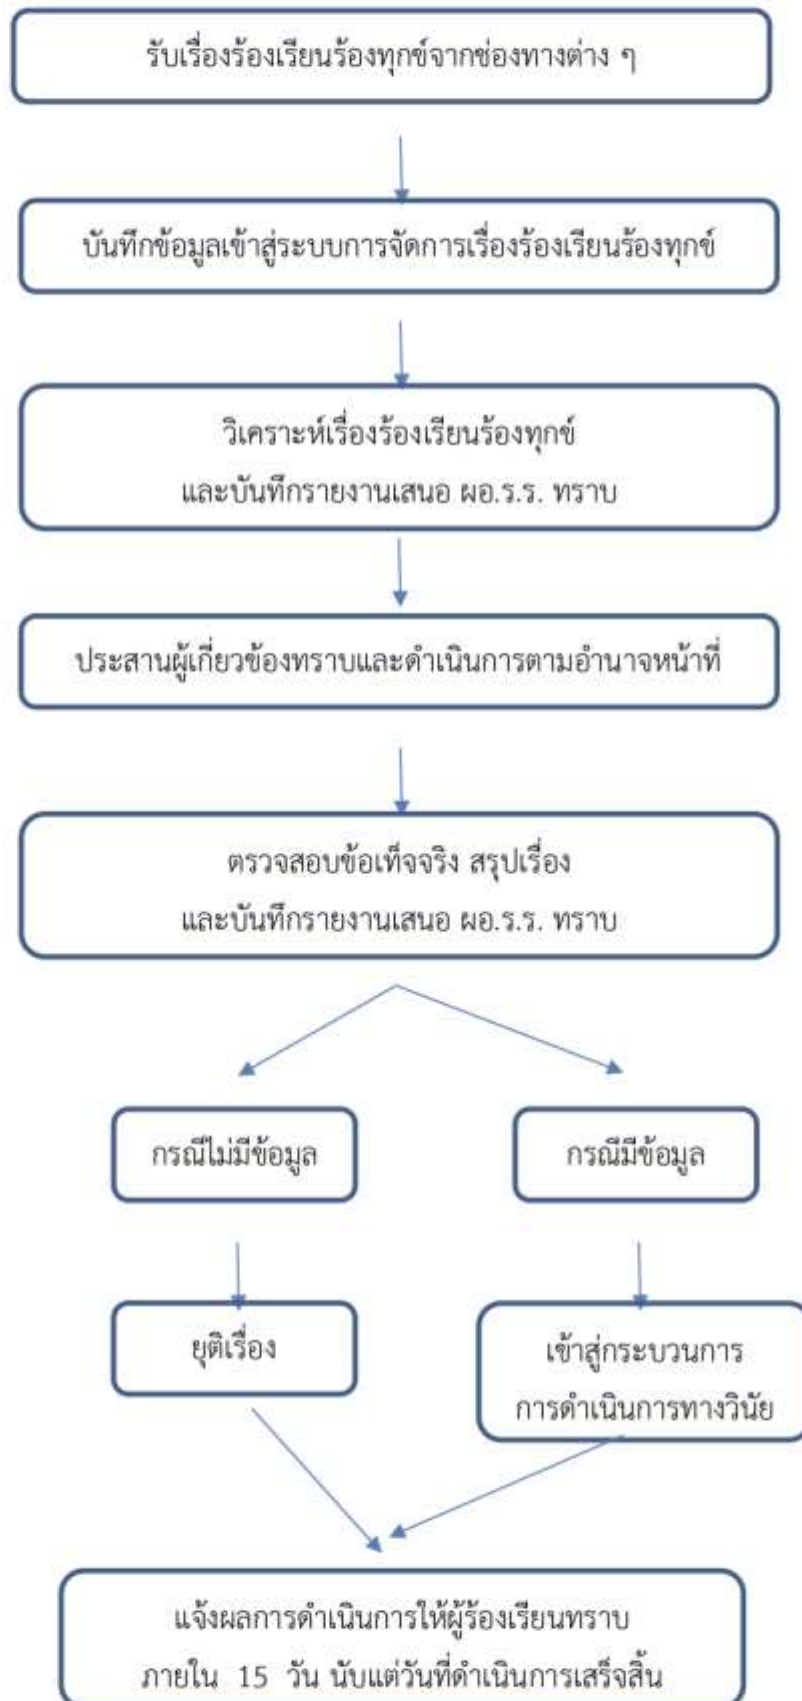 รับเรื่องร้องเรียนร้องทุกข์จากช่องทางต่าง ๆ
บันทึกข้อมูลเข้าสู่ระบบการจัดการเรื่องร้องเรียนร้องทุกข์
วิเคราะห์เรื่องร้องเรียนร้องทุกข์
และบันทึกรายงานเสนอ ผอ.ร.ร. ทราบ
ประสานผู้เกี่ยวข้องทราบและดำเนินการตามอำนาจหน้าที่
ตรวจสอบข้อเท็จจริง สรุปเรื่อง
และบันทึกรายงานเสนอ ผอ.ร.ร. ทราบ
กรณีไม่มีข้อมูล
กรณีมีข้อมูล
ยุติเรื่อง
เข้าสู่กระบวนการ
การดำเนินการทางวินัย
แจ้งผลการดำเนินการให้ผู้ร้องเรียนทราบ
ภายใน 15 วัน นับแต่วันที่ดำเนินการเสร็จสิ้น